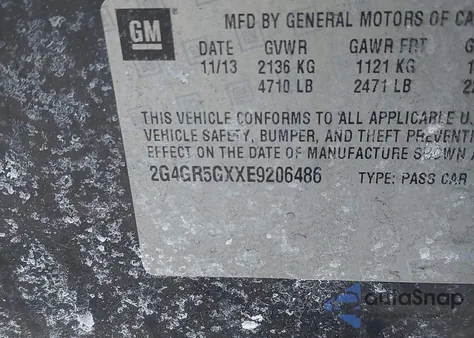 GM
MFD BY GENERAL MOTORS OF CA
DATE GVWR GAWR FRT G
11/13 2136 KG 1121 KG 1
4710 LB 2471 LB 22
THIS VEHICLE CONFORMS TO ALL APPLICABLE U.
VEHICLE SAFETY, BUMPER, AND THEFT PREVENTI
EFFECT ON THE DATE OF MANUFACTURE SHOWN A
2G4GR5GXXE9206486 TYPE: PASS CAR
autoSnap